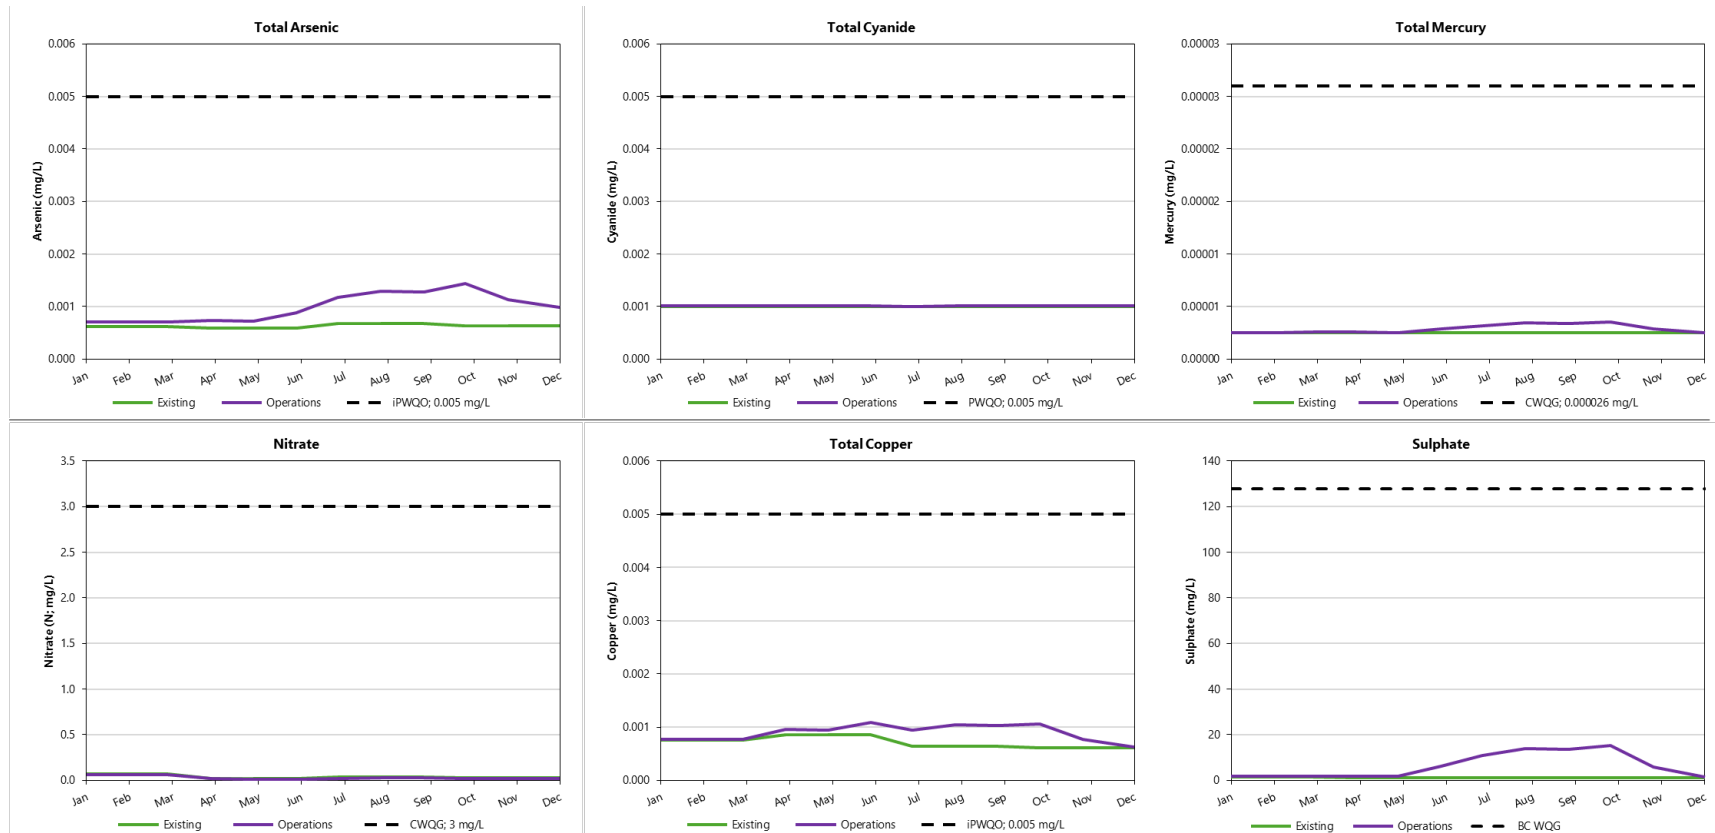 Total Arsenic
0.006
0.005
0.004
0.003
0.002
0.001
0.000
Arsenic (mg/L)
Jan Feb Mar Apr May Jun Jul Aug Sep Oct Nov Dec
Existing Operations iPWQO; 0.005 mg/L
Total Cyanide
0.006
0.005
0.004
0.003
0.002
0.001
0.000
Cyanide (mg/L)
Jan Feb Mar Apr May Jun Jul Aug Sep Oct Nov Dec
Existing Operations PWQO; 0.005 mg/L
Total Mercury
0.00003
0.00003
0.00002
0.00002
0.00001
0.00001
0.00000
Mercury (mg/L)
Jan Feb Mar Apr May Jun Jul Aug Sep Oct Nov Dec
Existing Operations CWQG; 0.000026 mg/L
Nitrate
3.5
3.0
2.5
2.0
1.5
1.0
0.5
0.0
Nitrate (N; mg/L)
Jan Feb Mar Apr May Jun Jul Aug Sep Oct Nov Dec
Existing Operations CWQG; 3 mg/L
Total Copper
0.006
0.005
0.004
0.003
0.002
0.001
0.000
Copper (mg/L)
Jan Feb Mar Apr May Jun Jul Aug Sep Oct Nov Dec
Existing Operations iPWQO; 0.005 mg/L
Sulphate
140
120
100
80
60
40
20
0
Sulphate (mg/L)
Jan Feb Mar Apr May Jun Jul Aug Sep Oct Nov Dec
Existing Operations BC WQG